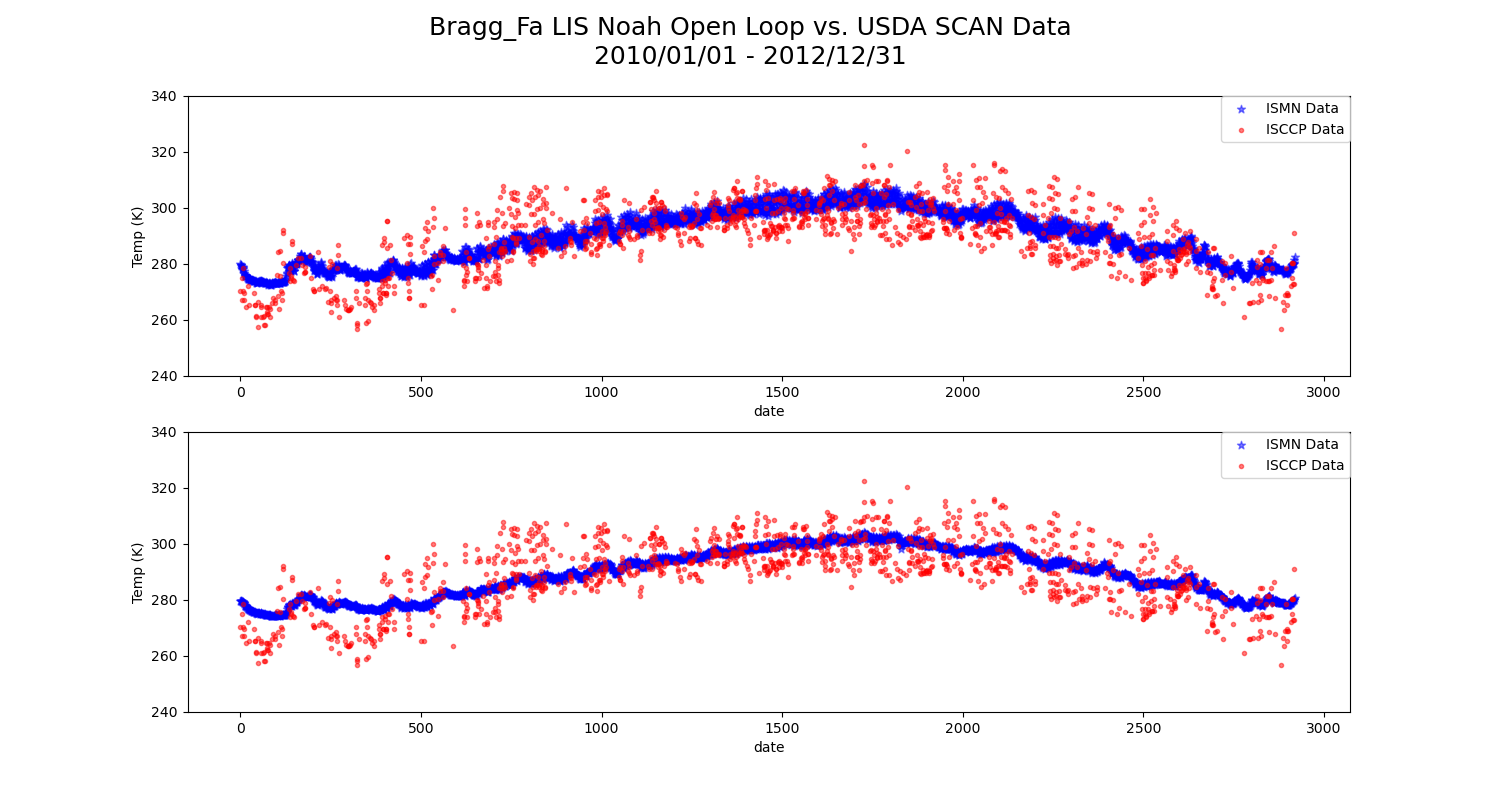 Bragg_Fa LIS Noah Open Loop vs. USDA SCAN Data
2010/01/01 - 2012/12/31
340
320
300
280
260
240
Temp (K)
ISMN Data
ISCCP Data
0 500 1000 1500 2000 2500 3000
date
340
320
300
280
260
240
Temp (K)
ISMN Data
ISCCP Data
0 500 1000 1500 2000 2500 3000
date